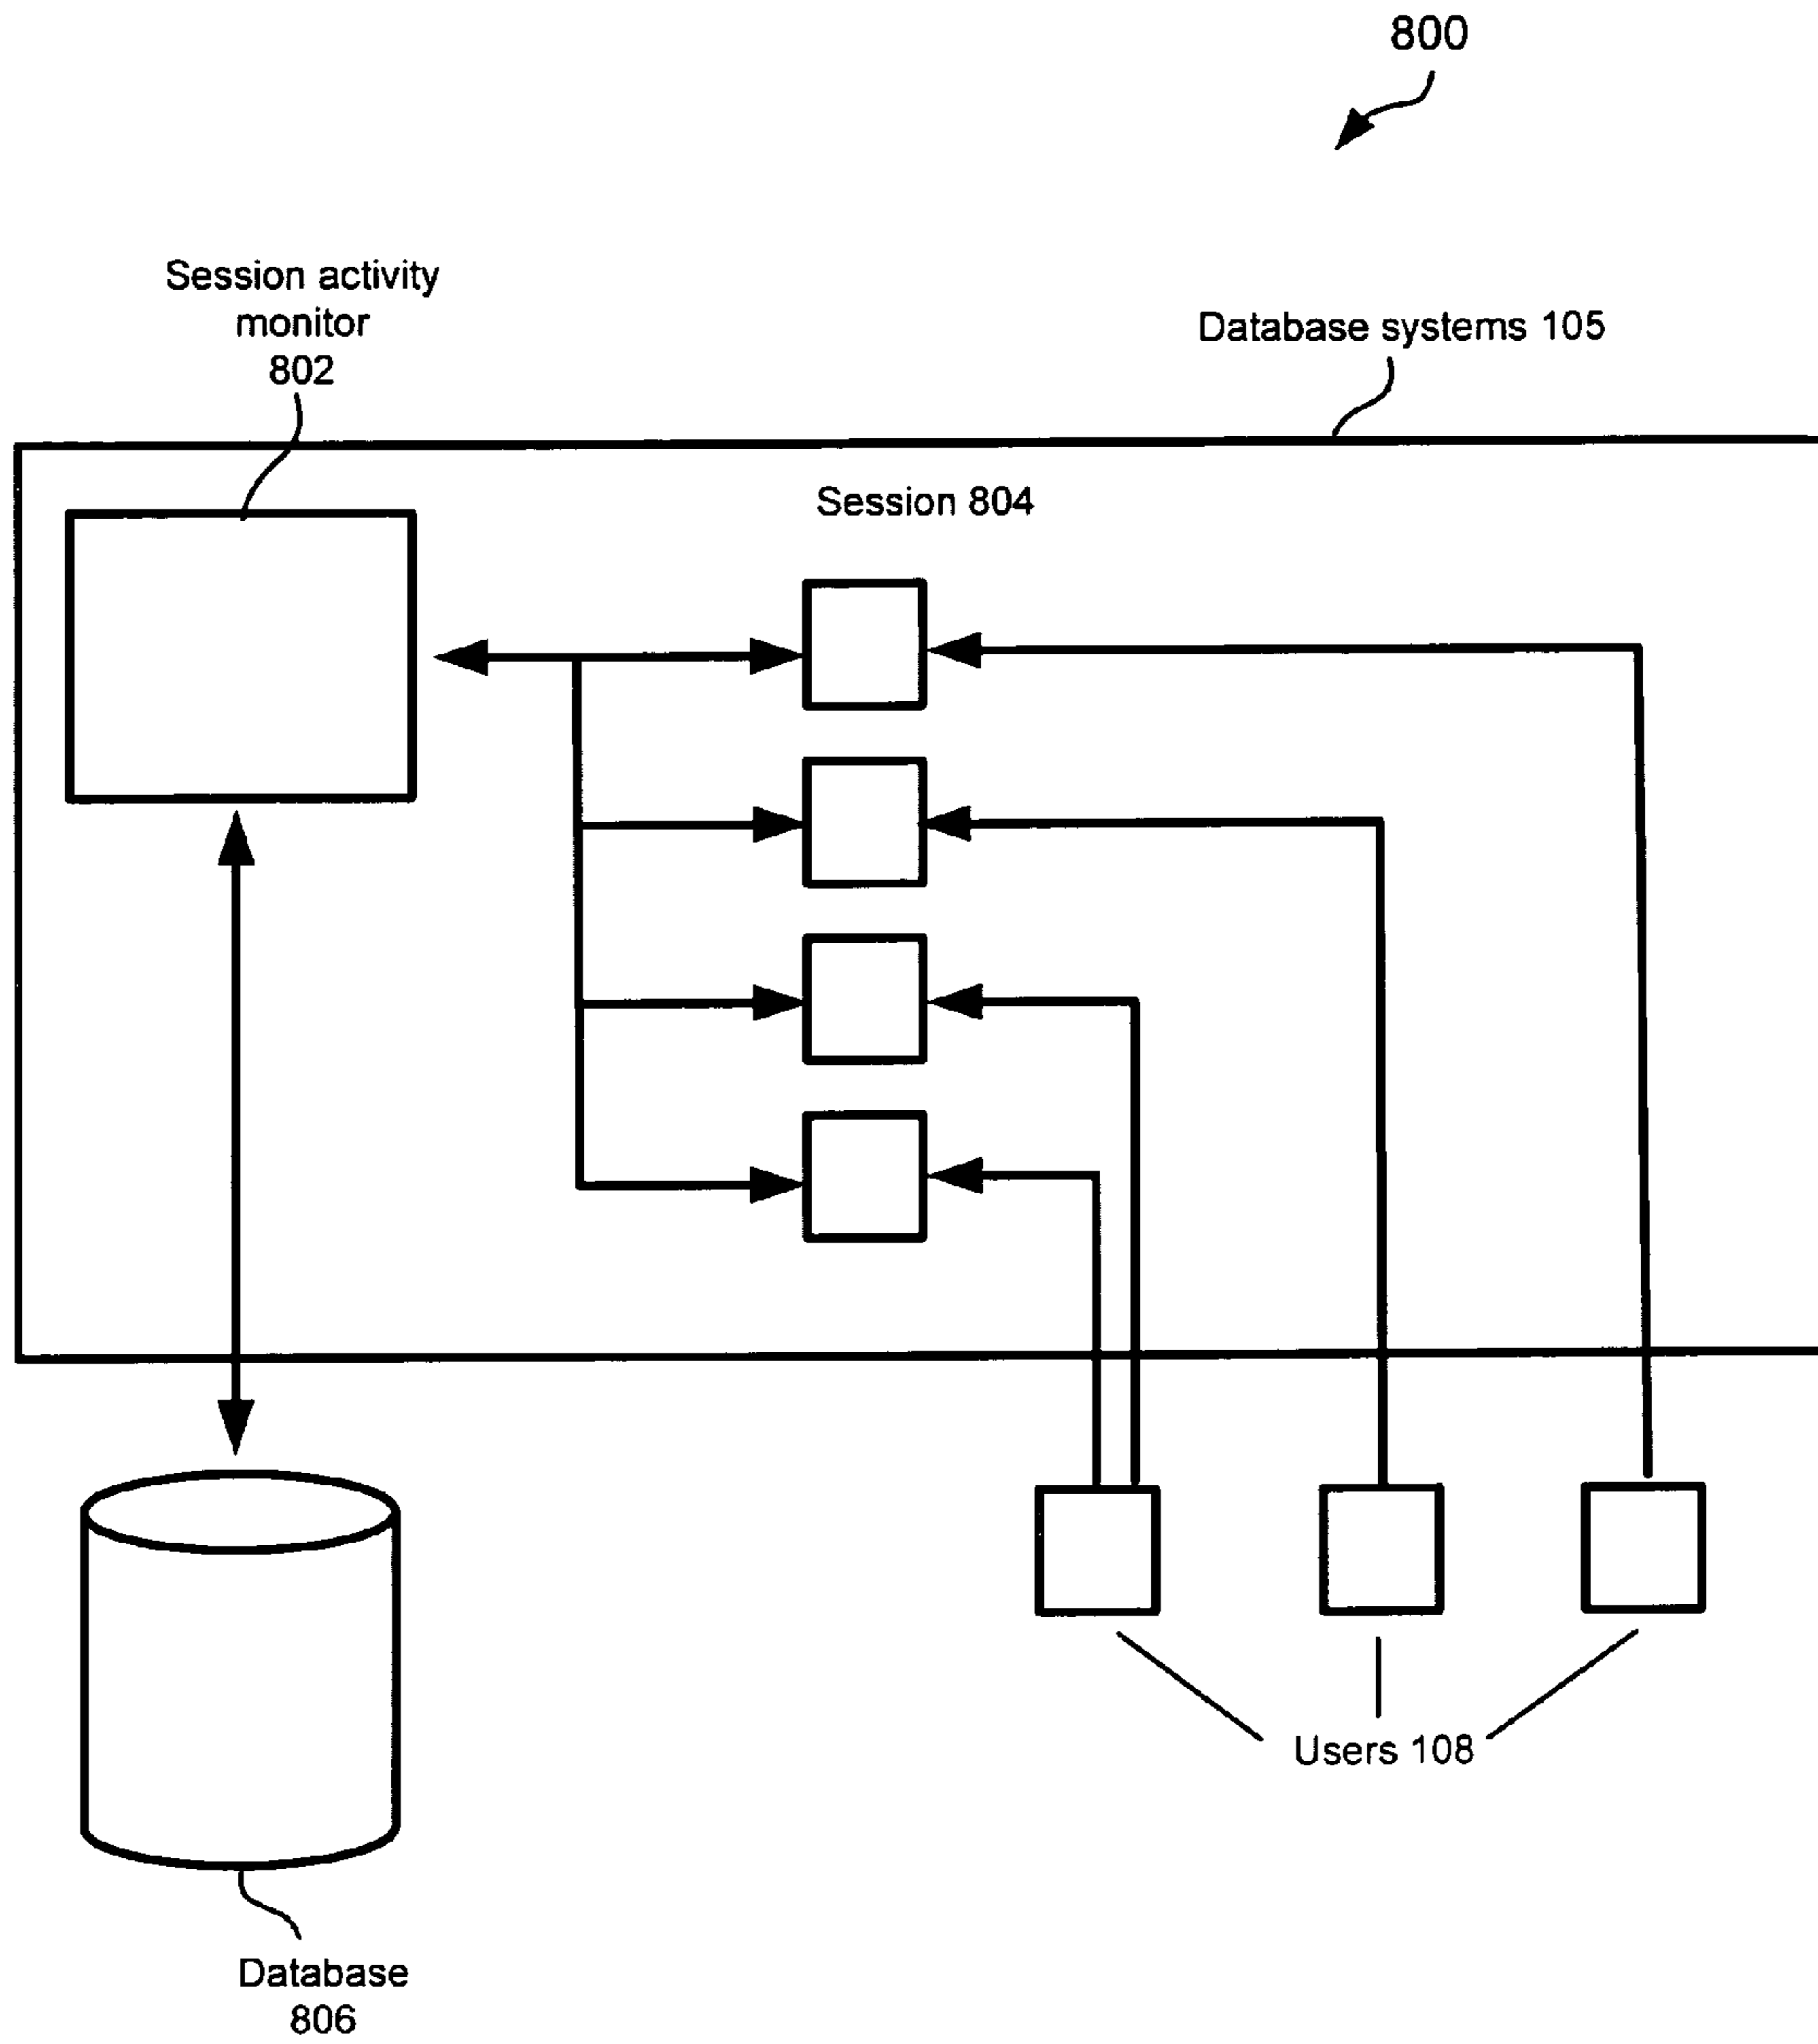 800
Session activity
monitor
802
Database systems 105
Session 804
Users 108
Database
806